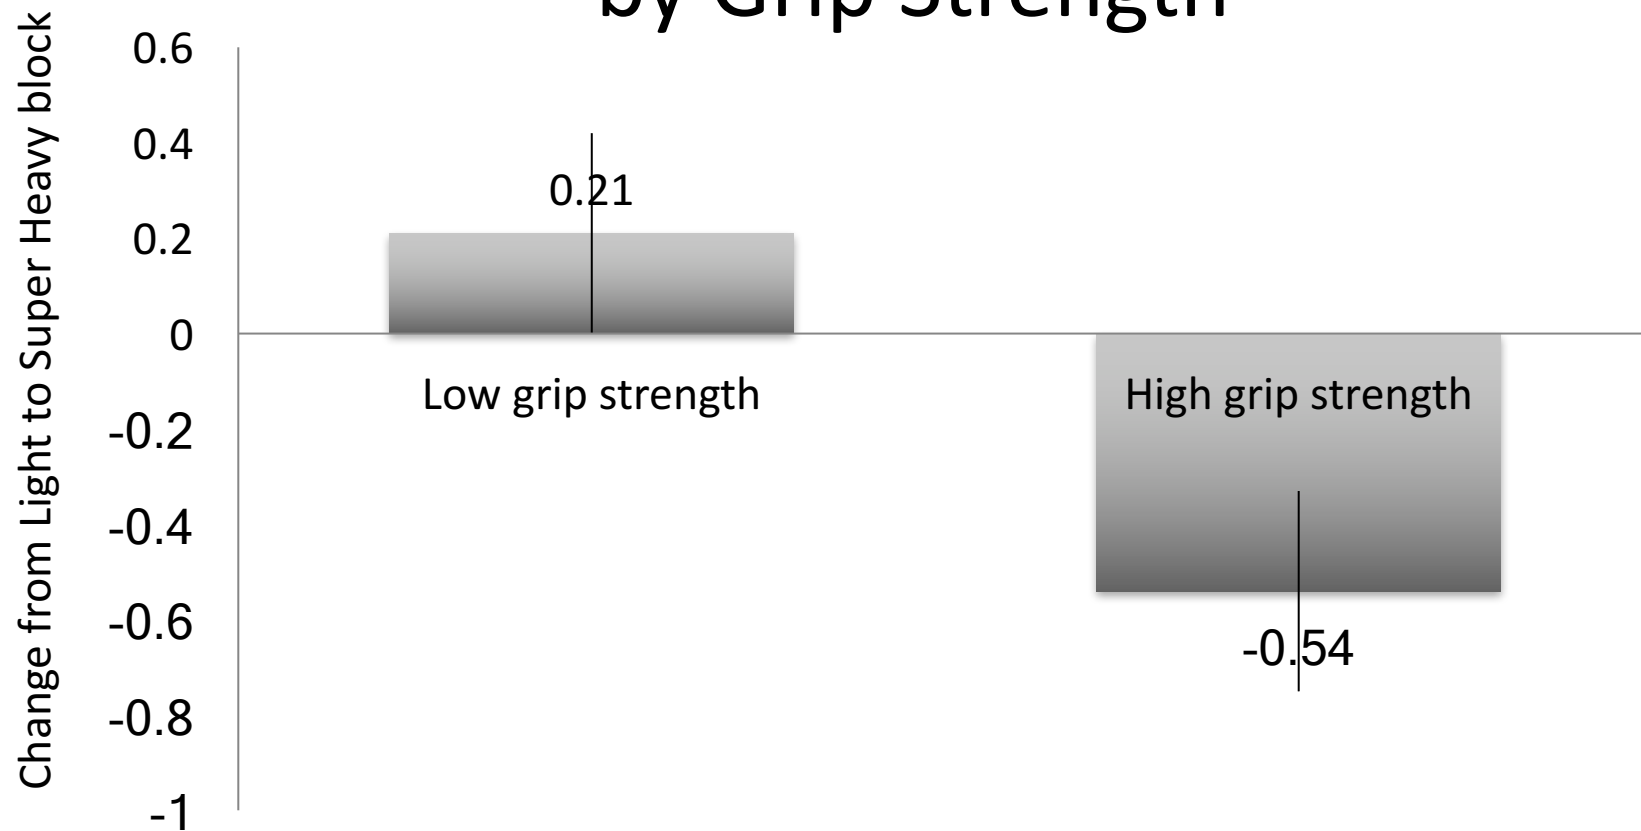 by Grip Strength
Change from Light to Super Heavy block
0.6
0.4
0.2
0
-0.2
-0.4
-0.6
-0.8
-1
0.21
Low grip strength
High grip strength
-0.54